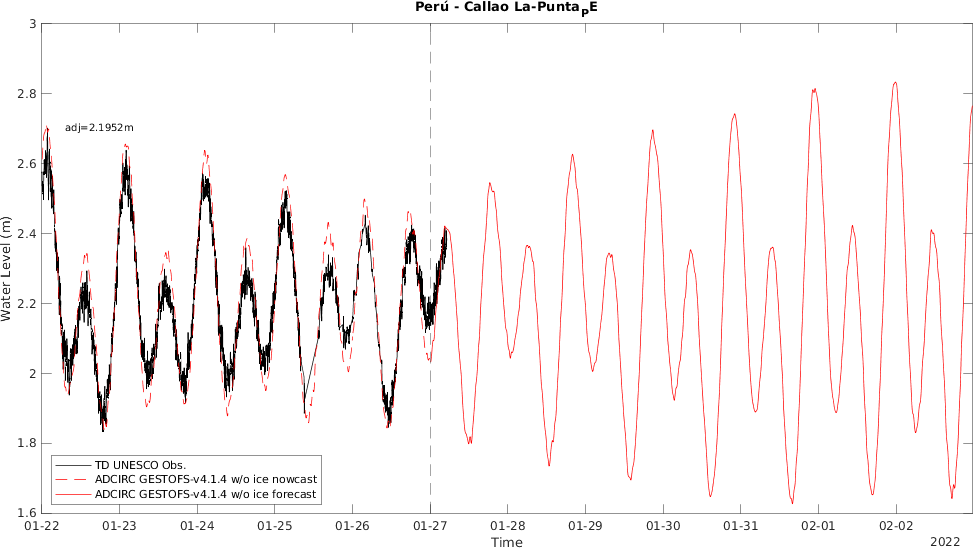 Perú - Callao La-Punta_PE
3
2.8
2.6
2.4
2.2
2
1.8
1.6
Water Level (m)
adj=2.1952m
TD UNESCO Obs.
ADCIRC GESTOFS-v4.1.4 w/o ice nowcast
ADCIRC GESTOFS-v4.1.4 w/o ice forecast
01-22 01-23 01-24 01-25 01-26 01-27 01-28 01-29 01-30 01-31 02-01 02-02
Time
2022